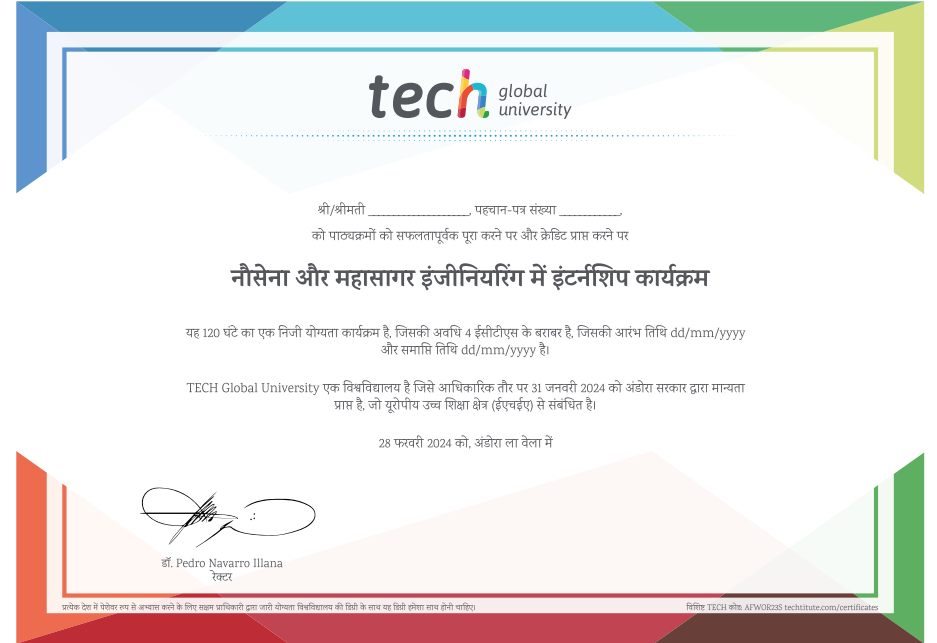 tech global
university
श्री/श्रीमती ____________________, पहचान-पत्र संख्या ____________,
को पाठ्यक्रमों को सफलतापूर्वक पूरा करने पर और क्रेडिट प्राप्त करने पर
नौसेना और महासागर इंजीनियरिंग में इंटर्नशिप कार्यक्रम
यह 120 घंटे का एक निजी योग्यता कार्यक्रम है, जिसकी अवधि 4 ईसीटीएस के बराबर है, जिसकी आरंभ तिथि dd/mm/yyyy
और समाप्ति तिथि dd/mm/yyyy है।
TECH Global University एक विश्वविद्यालय है जिसे आधिकारिक तौर पर 31 जनवरी 2024 को अंडोरा सरकार द्वारा मान्यता
प्राप्त है, जो यूरोपीय उच्च शिक्षा क्षेत्र (ईएचईए) से संबंधित है।
28 फरवरी 2024 को, अंडोरा ला वेला में
डॉ. Pedro Navarro Illana
रेक्टर
प्रत्येक देश में पेशेवर रूप से अभ्यास करने के लिए सक्षम प्राधिकारी द्वारा जारी योग्यता विश्वविद्यालय की डिग्री के साथ यह डिग्री हमेशा साथ होनी चाहिए।
विशिष्ट TECH कोड: AFWOR23S techtitute.com/certificates